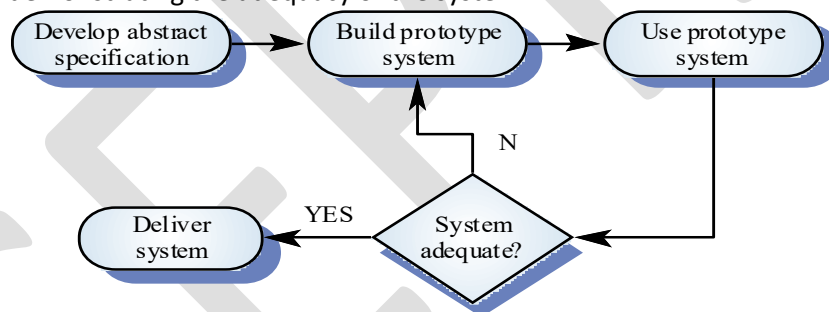 Develop abstract
specification
Build prototype
system
Use prototype
system
N
YES
System
adequate?
Deliver
system